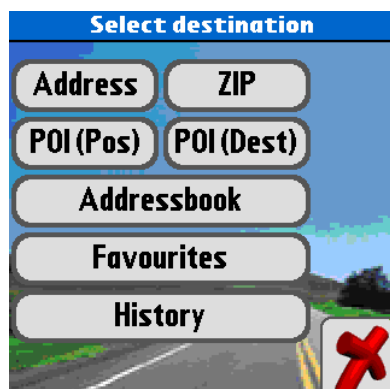 Select destination
Address ZIP
POI (Pos) POI (Dest)
Addressbook
Favourites
History